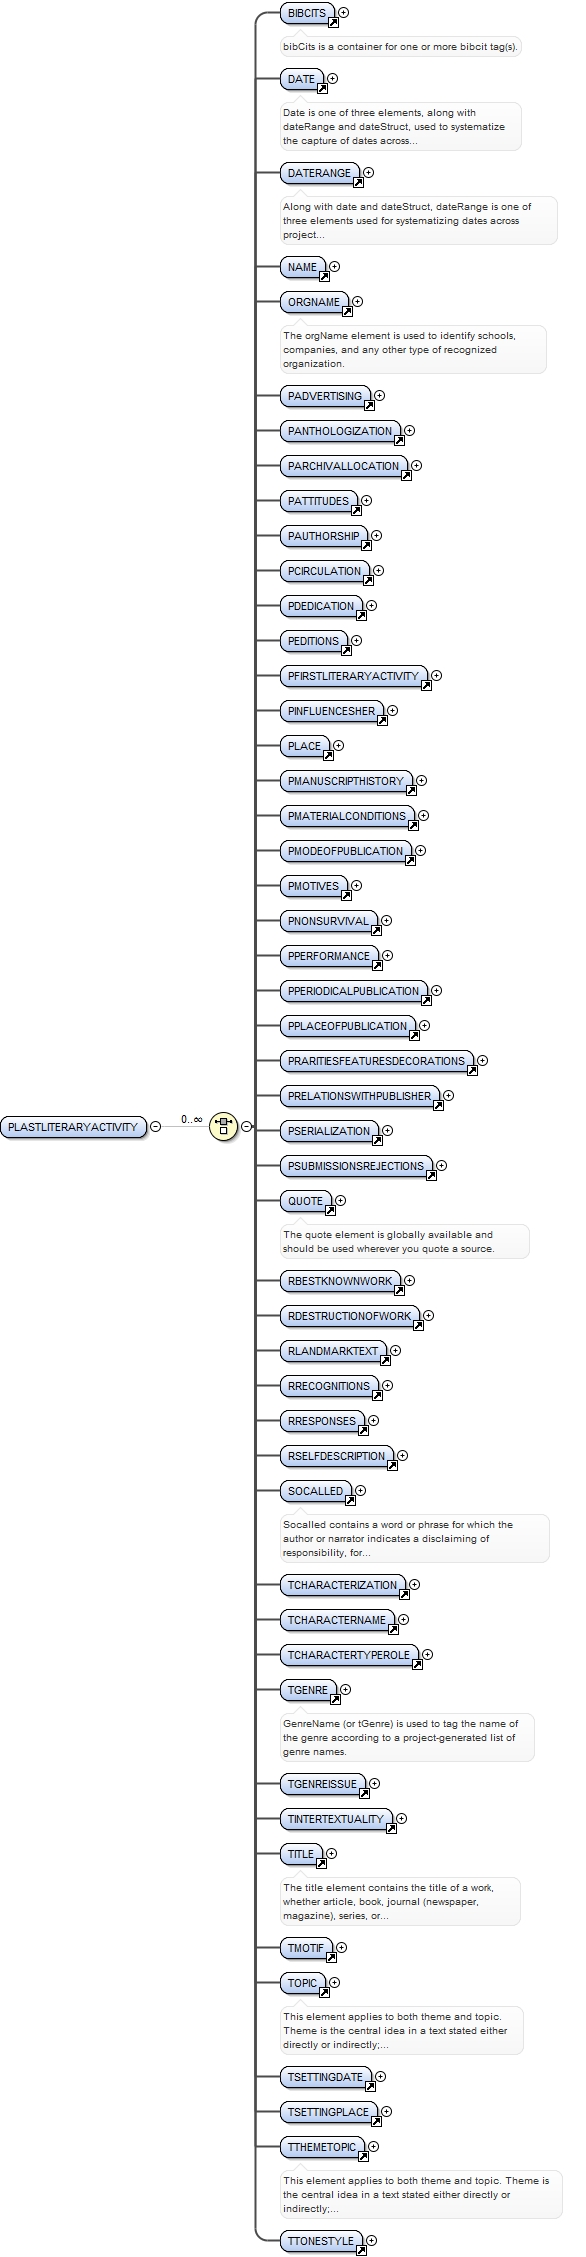 BIBCITS
bibCits is a container for one or more bibcit tag(s).
DATE
Date is one of three elements, along with
dateRange and dateStruct, used to systematize
the capture of dates across...
DATERANGE
Along with date and dateStruct, dateRange is one of
three elements used for systematizing dates across
project...
NAME
ORGNAME
The orgName element is used to identify schools,
companies, and any other type of recognized
organization.
PADVERTISING
PANTHOLOGIZATION
PARCHIVALLOCATION
PATTITUDES
PAUTHORSHIP
PCIRCULATION
PDEDICATION
PEDITIONS
PFIRSTLITERARYACTIVITY
PINFLUENCESHER
PLACE
PMANUSCRIPTHISTORY
PMATERIALCONDITIONS
PMODEOFPUBLICATION
PMOTIVES
PNONSURVIVAL
PPERFORMANCE
PPERIODICALPUBLICATION
PPLACEOFPUBLICATION
PRARITIESFEATURESDECORATIONS
PRELATIONSWITHPUBLISHER
PLASTLITERARYACTIVITY
0..∞
PSERIALIZATION
PSUBMISSIONSREJECTIONS
QUOTE
The quote element is globally available and
should be used wherever you quote a source.
RBESTKNOWNWORK
RDESTRUCTIONOFWORK
RLANDMARKTEXT
RRECOGNITIONS
RRESPONSES
RSELFDESCRIPTION
SOCALLED
Socalled contains a word or phrase for which the
author or narrator indicates a disclaiming of
responsibility, for...
TCHARACTERIZATION
TCHARACTERNAME
TCHARACTERTYPEROLE
TGENRE
GenreName (or tGenre) is used to tag the name of
the genre according to a project-generated list of
genre names.
TGENREISSUE
TINTERTEXTUALITY
TITLE
The title element contains the title of a work,
whether article, book, journal (newspaper,
magazine), series, or...
TMOTIF
TOPIC
This element applies to both theme and topic.
Theme is the central idea in a text stated either
directly or indirectly;...
TSETTINGDATE
TSETTINGPLACE
TTHEMETOPIC
This element applies to both theme and topic. Theme is
the central idea in a text stated either directly or
indirectly;...
TTONESTYLE